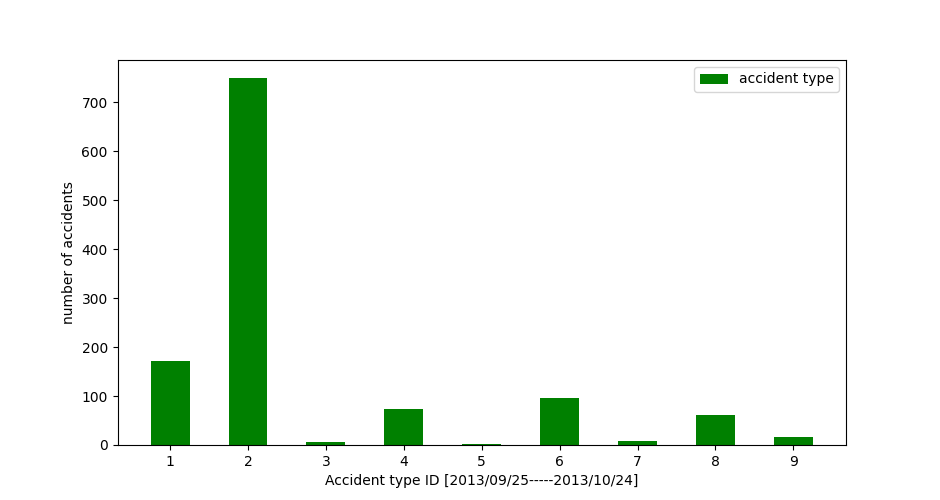 accident type
700
600
500
400
300
200
100
0
number of accidents
1 2 3 4 5 6 7 8 9
Accident type ID [2013/09/25-----2013/10/24]